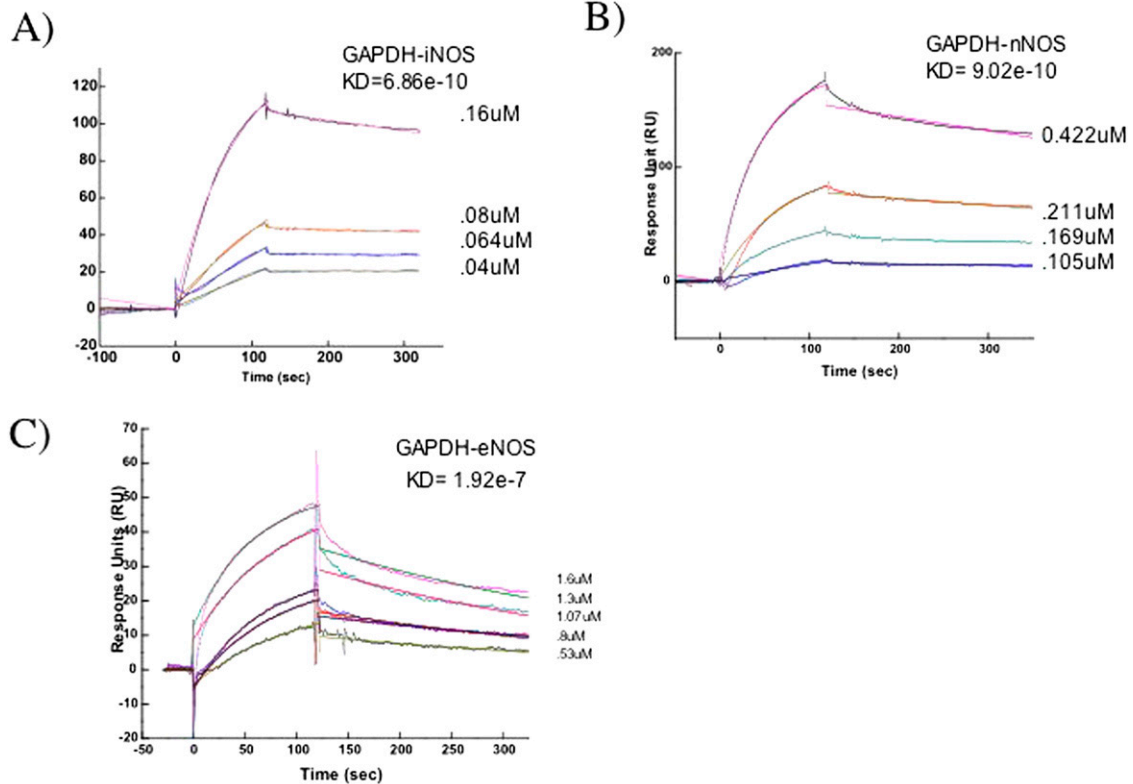 A)
GAPDH-iNOS
KD=6.86e-10
120
100
80
60
40
20
0
-20
.16uM
.08uM
.064uM
.04uM
-100
0
100
200
300
Time (sec)
B)
GAPDH-nNOS
KD= 9.02e-10
Response Unit (RU)
200
100
0
0.422uM
.211uM
.169uM
.105uM
0
100
200
300
Time (sec)
C)
GAPDH-eNOS
KD= 1.92e-7
Response Units (RU)
70
60
50
40
30
20
10
0
-10
-20
1.6uM
1.3uM
1.07uM
.8uM
.53uM
-50
0
50
100
150
200
250
300
Time (sec)